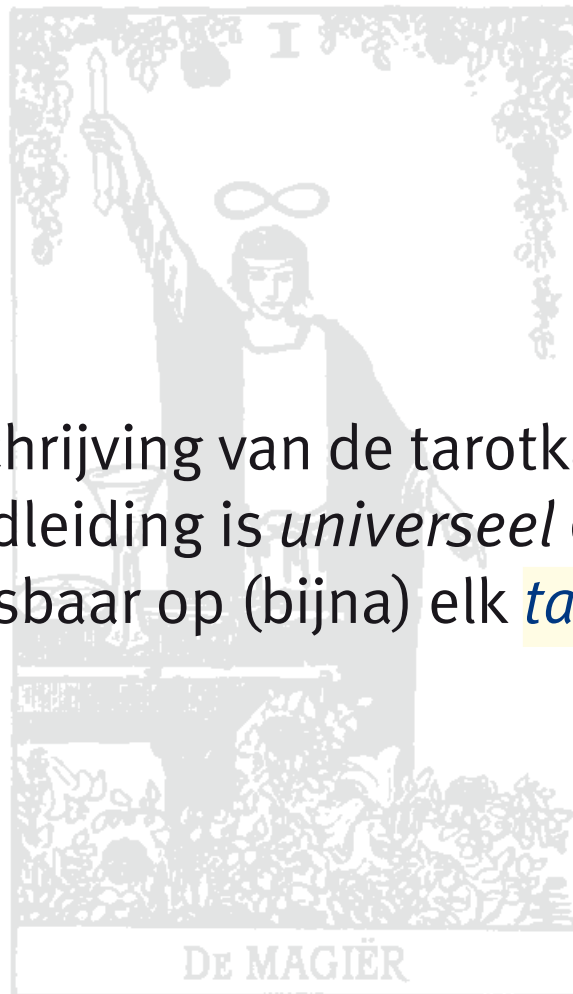 I
hrijving van de tarotk
dleiding is universeel
sbaar op (bijna) elk ta
DE MAGIËR